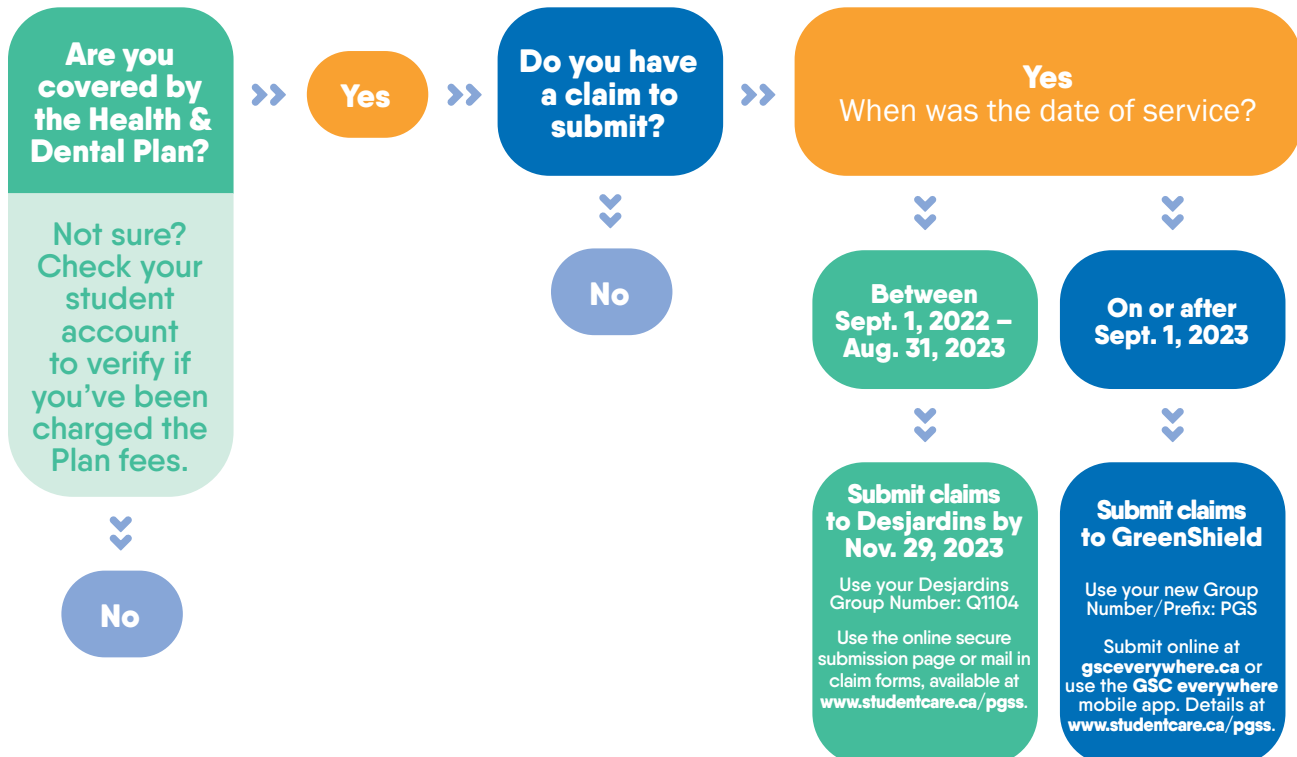 Are you
covered by
the Health &
Dental Plan?
Not sure?
Check your
student
account
to verify if
you've been
charged the
Plan fees.
No
Yes
Do you have
a claim to
submit?
No
Yes
When was the date of service?
Between
Sept. 1, 2022 –
Aug. 31, 2023
Submit claims
to Desjardins by
Nov. 29, 2023
Use your Desjardins
Group Number: Q1104
Use the online secure
submission page or mail in
claim forms, available at
www.studentcare.ca/pgss.
On or after
Sept. 1, 2023
Submit claims
to GreenShield
Use your new Group
Number/Prefix: PGS
Submit online at
gsceverywhere.ca or
use the GSC everywhere
mobile app. Details at
www.studentcare.ca/pgss.